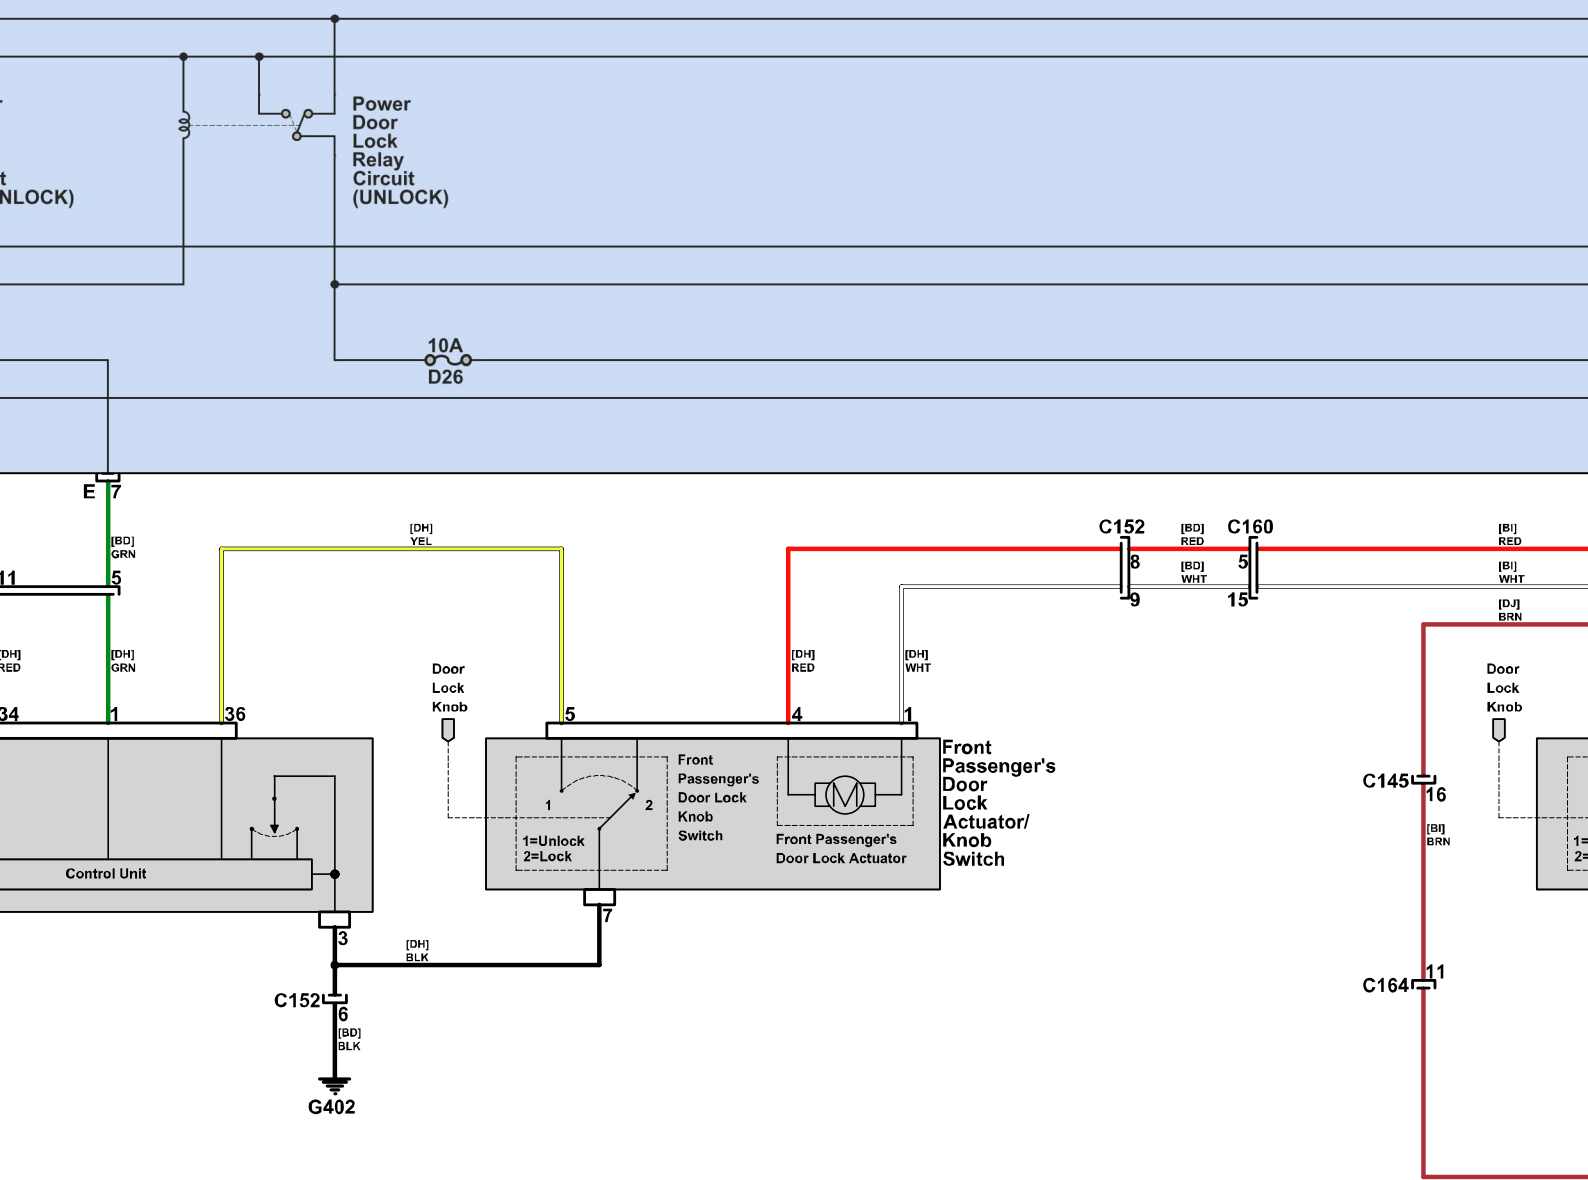 Power
Door
Lock
Relay
Circuit
(UNLOCK)
t
NLOCK)
10A
D26
E 7
[BD]
GRN
11 5
[DH]
RED
[DH]
GRN
34 1 36
[DH]
YEL
Door
Lock
Knob
5 4 1
[DH]
RED
[DH]
WHT
C152
8
9
[BD]
RED
[BD]
WHT
C160
5
15
[BI]
RED
[BI]
WHT
[DJ]
BRN
Control Unit
3
[DH]
BLK
C152
6
[BD]
BLK
G402
1 2
1=Unlock
2=Lock
Front
Passenger's
Door Lock
Knob
Switch
Front Passenger's
Door Lock Actuator
7
Front
Passenger's
Door
Lock
Actuator/
Knob
Switch
Door
Lock
Knob
C145
16
[BI]
BRN
11
C164
1=
2=